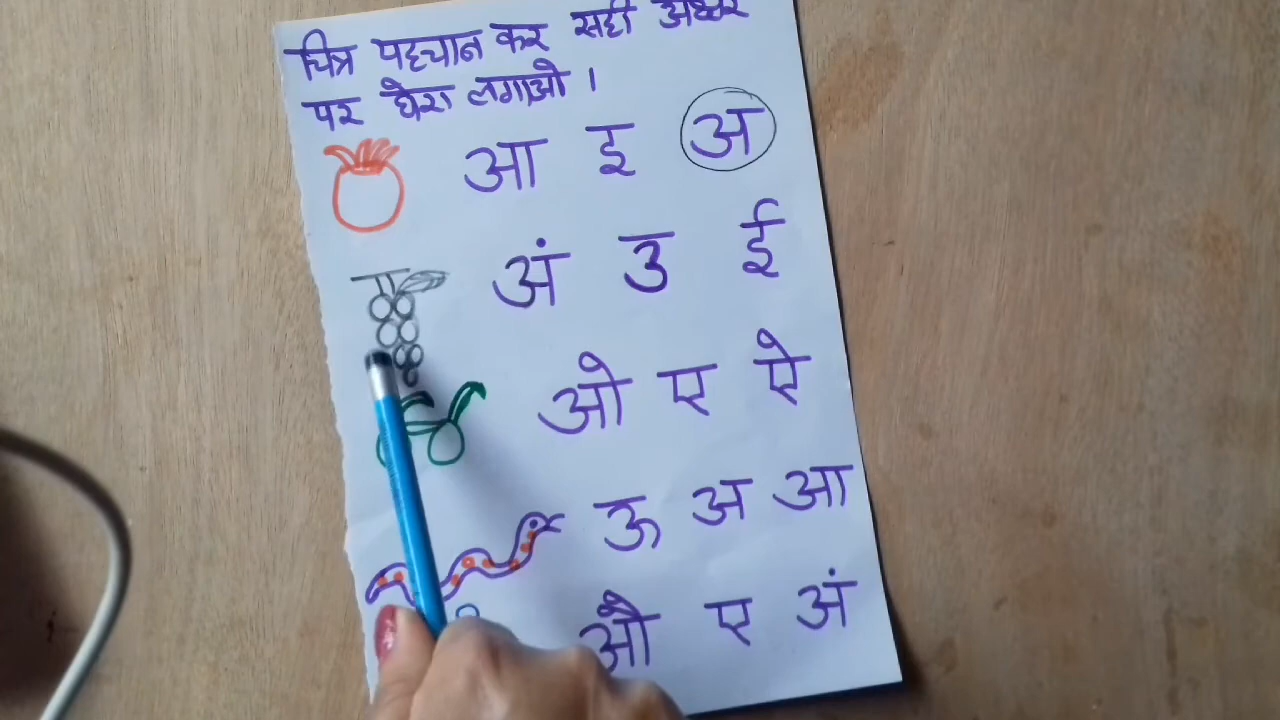 चित्र पहचान कर सही अक्षर
पर घेरा लगाओ ।
आ इ अ
अं उ ई
ओ ए ऐ
ऊ अ आ
औ ए अं